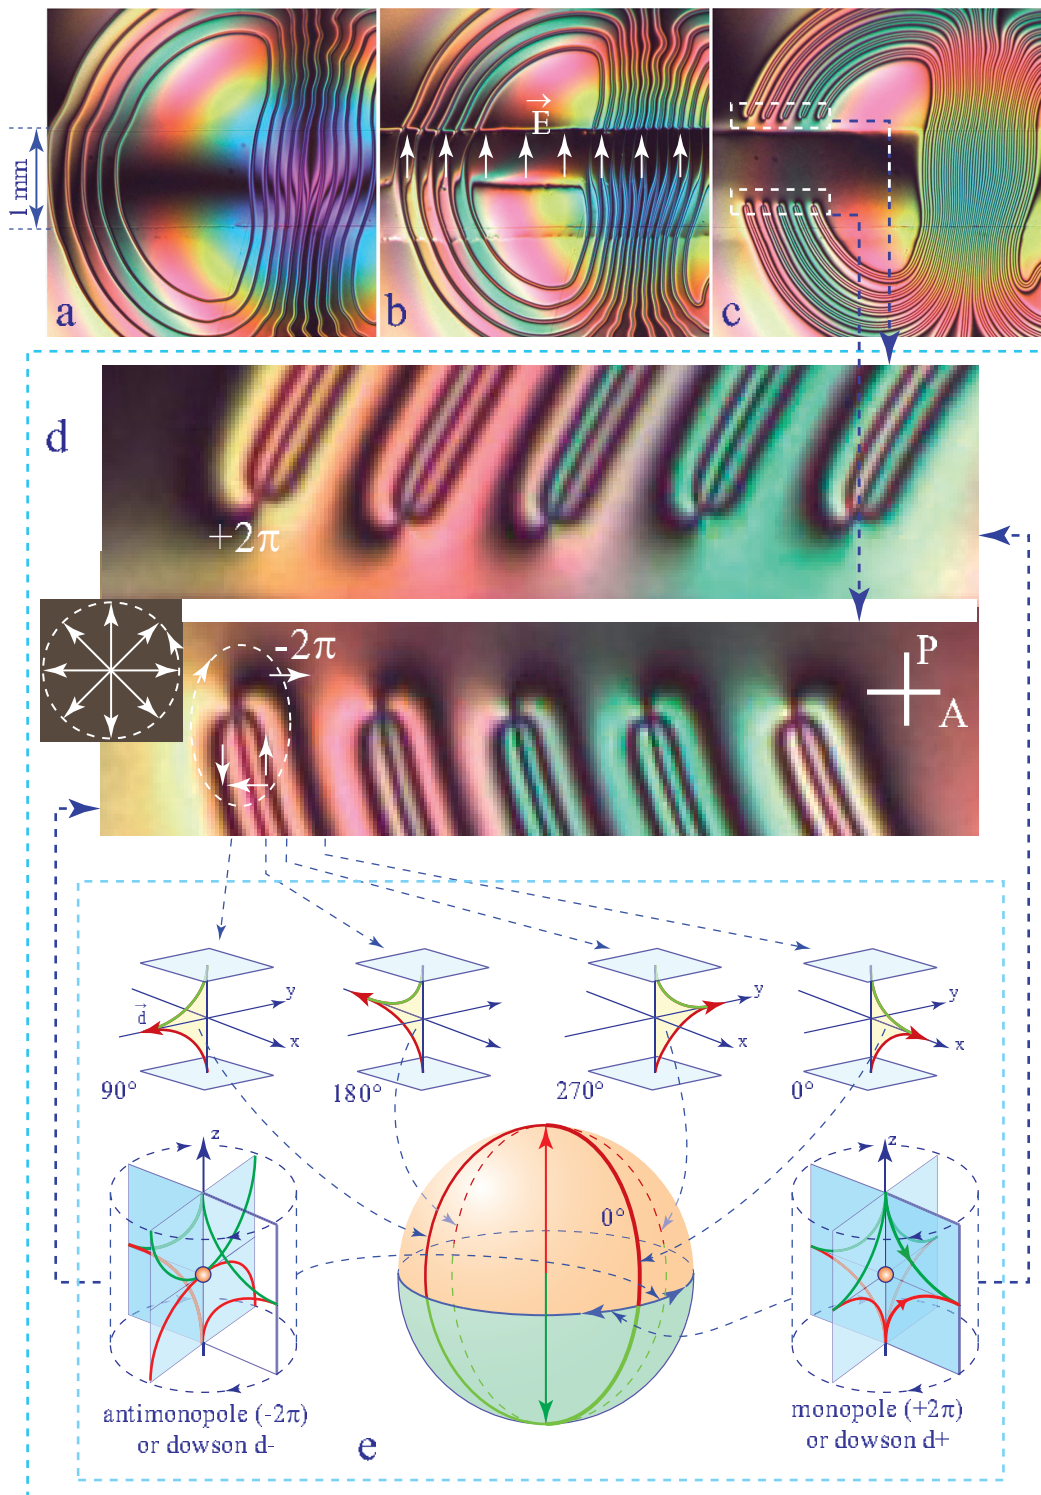 1 mm
a
E
b
c
d
+2π
-2π
P
A
y
d
x
90°
180°
y
x
270°
y
x
0°
z
0°
z
antimonopole (-2π)
or dowson d-
e
monopole (+2π)
or dowson d+